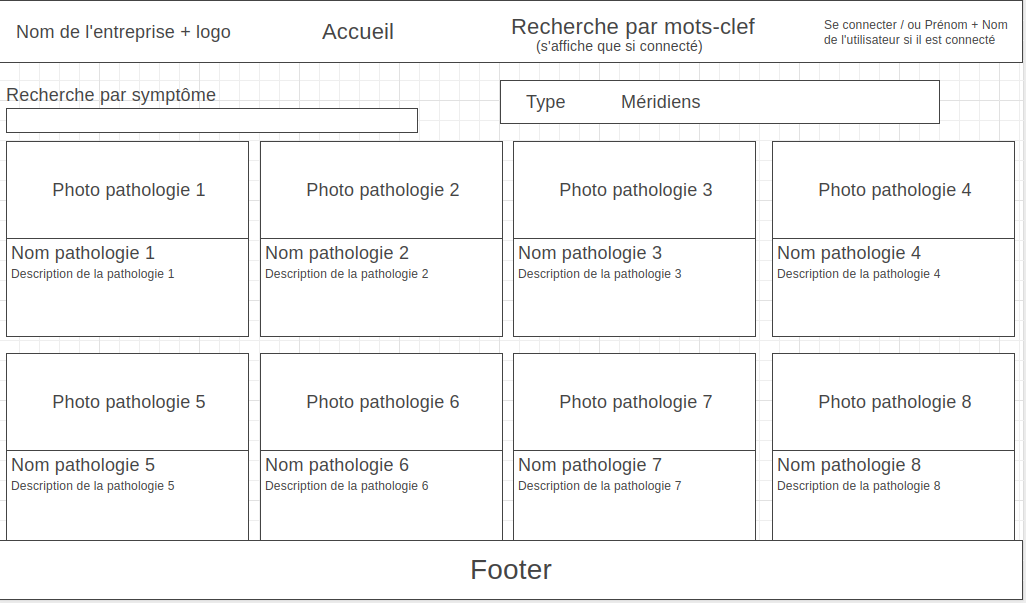 Nom de l'entreprise + logo
Accueil
Recherche par mots-clef
(s'affiche que si connecté)
Se connecter / ou Prénom + Nom
de l'utilisateur si il est connecté
Recherche par symptôme
Type
Méridiens
Photo pathologie 1
Photo pathologie 2
Photo pathologie 3
Photo pathologie 4
Nom pathologie 1
Description de la pathologie 1
Nom pathologie 2
Description de la pathologie 2
Nom pathologie 3
Description de la pathologie 3
Nom pathologie 4
Description de la pathologie 4
Photo pathologie 5
Photo pathologie 6
Photo pathologie 7
Photo pathologie 8
Nom pathologie 5
Description de la pathologie 5
Nom pathologie 6
Description de la pathologie 6
Nom pathologie 7
Description de la pathologie 7
Nom pathologie 8
Description de la pathologie 8
Footer